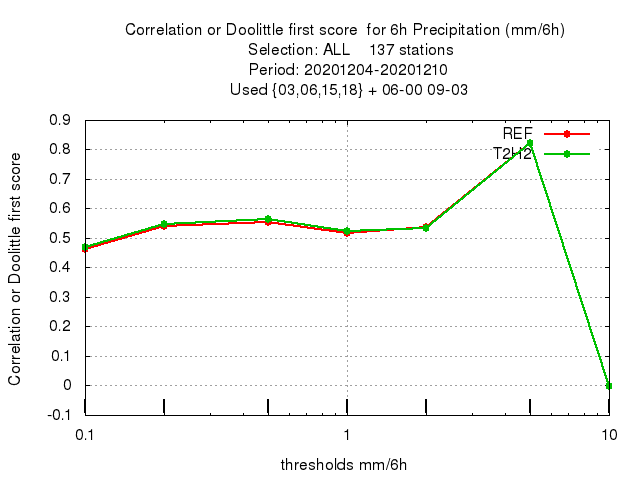 Correlation or Doolittle first score  for 6h Precipitation (mm/6h)
Selection: ALL    137 stations
Period: 20201204-20201210
Used {03,06,15,18} + 06-00 09-03
REF
T2H2
0.9
0.8
0.7
0.6
0.5
0.4
0.3
0.2
0.1
0
-0.1
Correlation or Doolittle first score
0.1 1 10
thresholds mm/6h